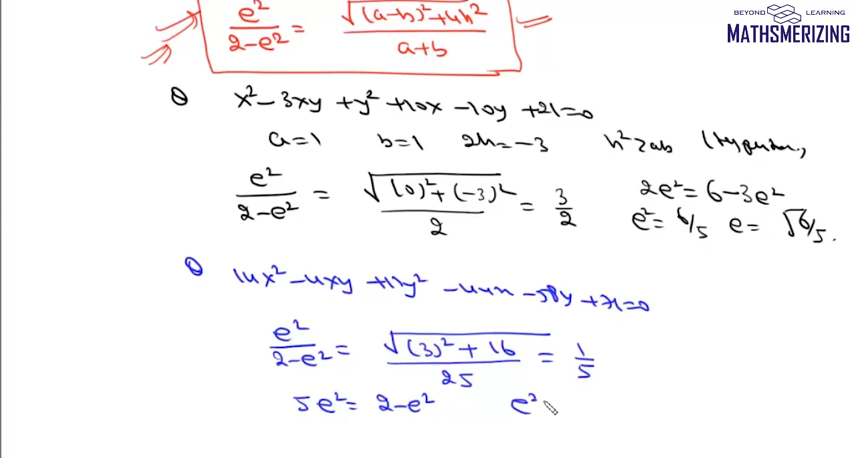 BEYOND LEARNING
MATHSMERIZING
e²/(2-e²) = √((a-b)²+4h²)/(a+b)
x² - 3xy + y² + 10x - 10y + 21 = 0
a=1 b=1 2h=-3 h²>ab
e²/(2-e²) = √((0)²+(-3)²)/2 = 3/2 2e² = 6-3e²
e² = 6/5 e = √6/5.
14x² - 4xy + 11y² - 44x - 58y + 71 = 0
e²/(2-e²) = √((3)²+16)/25 = 1/5
5e² = 2-e² e²